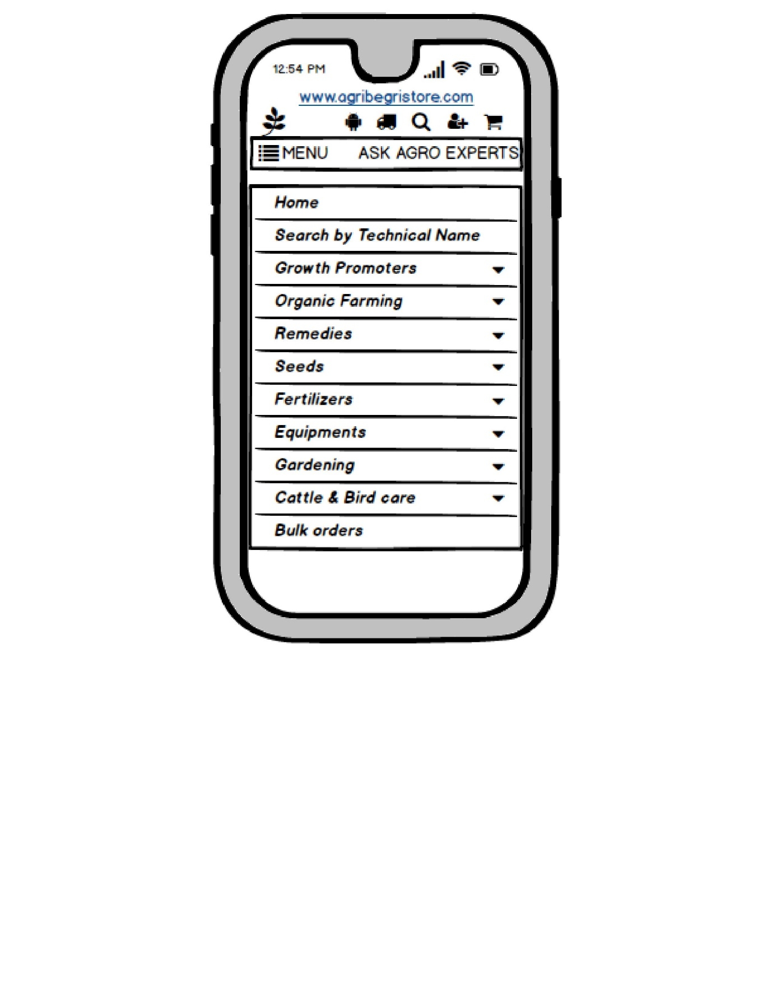 12:54 PM
www.agribegristore.com
MENU ASK AGRO EXPERTS
Home
Search by Technical Name
Growth Promoters
Organic Farming
Remedies
Seeds
Fertilizers
Equipments
Gardening
Cattle & Bird care
Bulk orders